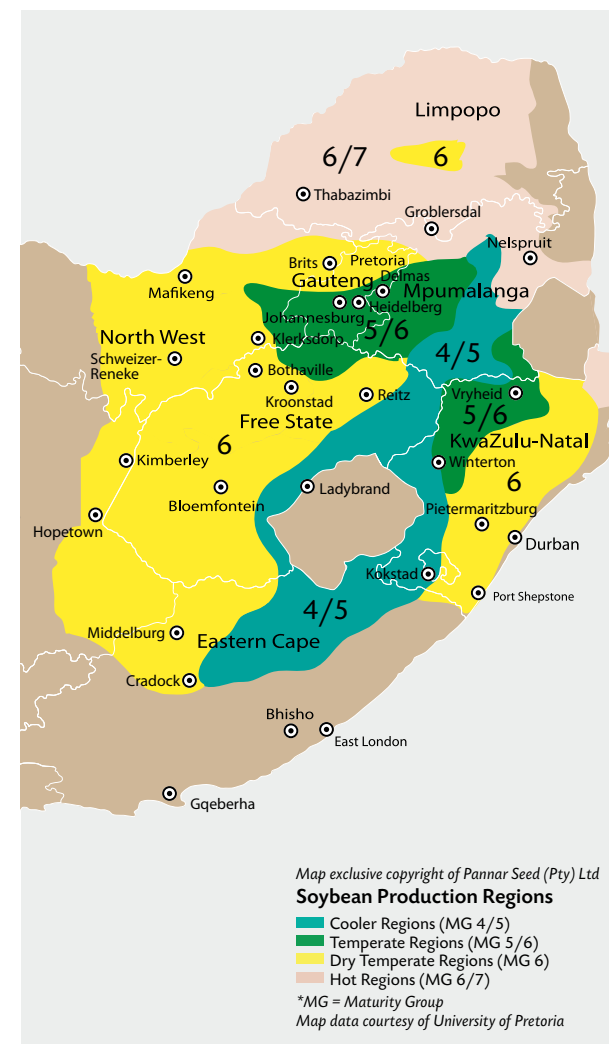 Limpopo
6/7
6
Thabazimbi
Groblersdal
Nelspruit
Brits
Pretoria
Gauteng
Delmas
Mafikeng
Mpumalanga
Johannesburg
Heidelberg
5/6
North West
Klerksdorp
4/5
Schweizer-
Reneke
Bothaville
Kroonstad
Reitz
Vryheid
5/6
Free State
KwaZulu-Natal
6
Kimberley
Winterton
6
Bloemfontein
Ladybrand
Pietermaritzburg
Hopetown
Durban
Kokstad
Port Shepstone
4/5
Middelburg
Eastern Cape
Cradock
Bhisho
East London
Gqeberha
Map exclusive copyright of Pannar Seed (Pty) Ltd
Soybean Production Regions
Cooler Regions (MG 4/5)
Temperate Regions (MG 5/6)
Dry Temperate Regions (MG 6)
Hot Regions (MG 6/7)
*MG = Maturity Group
Map data courtesy of University of Pretoria